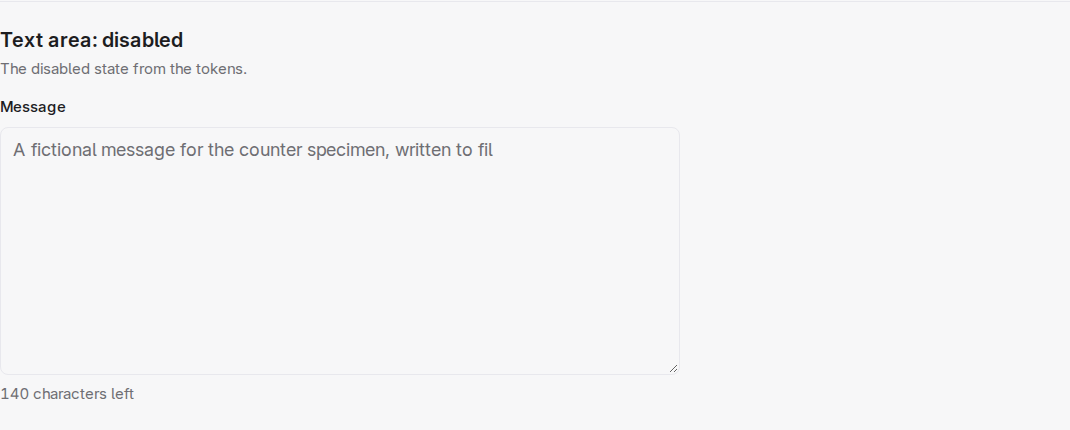 Text area: disabled
The disabled state from the tokens.
Message
A fictional message for the counter specimen, written to fil
140 characters left